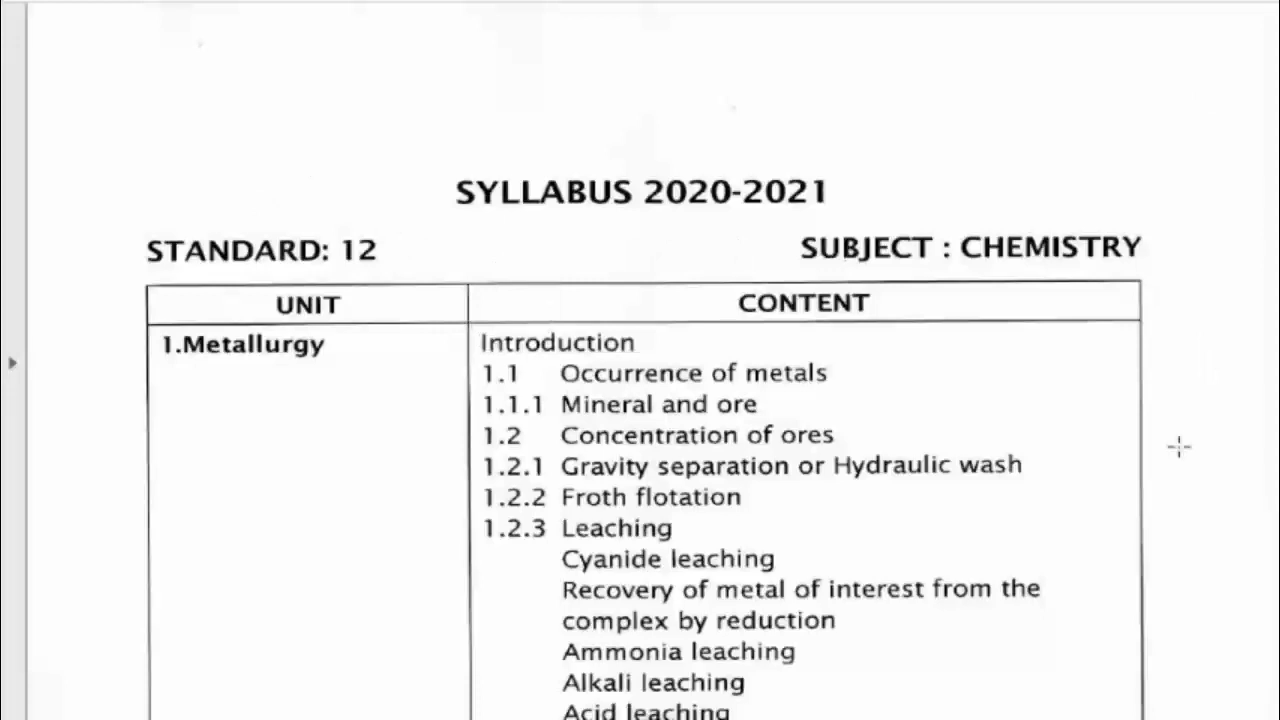 SYLLABUS 2020-2021
STANDARD: 12 SUBJECT : CHEMISTRY
UNIT CONTENT
1.Metallurgy Introduction
1.1 Occurrence of metals
1.1.1 Mineral and ore
1.2 Concentration of ores
1.2.1 Gravity separation or Hydraulic wash
1.2.2 Froth flotation
1.2.3 Leaching
Cyanide leaching
Recovery of metal of interest from the
complex by reduction
Ammonia leaching
Alkali leaching
Acid leaching